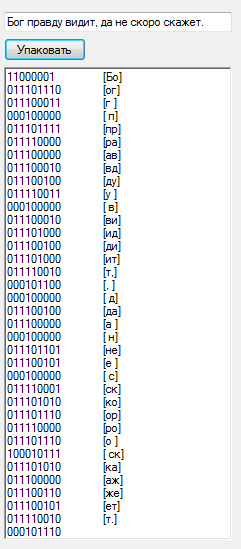 Бог правду видит, да не скоро скажет.
Упаковать
11000001 [Бо]
011101110 [ог]
011100011 [г ]
000100000 [ п]
011101111 [пр]
011110000 [ра]
011100000 [ав]
011100010 [вд]
011100100 [ду]
011110011 [у ]
000100000 [ в]
011100010 [ви]
011101000 [ид]
011100100 [ди]
011101000 [ит]
011110010 [т,]
000101100 [, ]
000100000 [ д]
011100100 [да]
011100000 [а ]
000100000 [ н]
011101101 [не]
011100101 [е ]
000100000 [ с]
011110001 [ск]
011101010 [ко]
011101110 [ор]
011110000 [ро]
011101110 [о ]
100010111 [ ск]
011101010 [ка]
011100000 [аж]
011100110 [же]
011100101 [ет]
011110010 [т.]
000101110